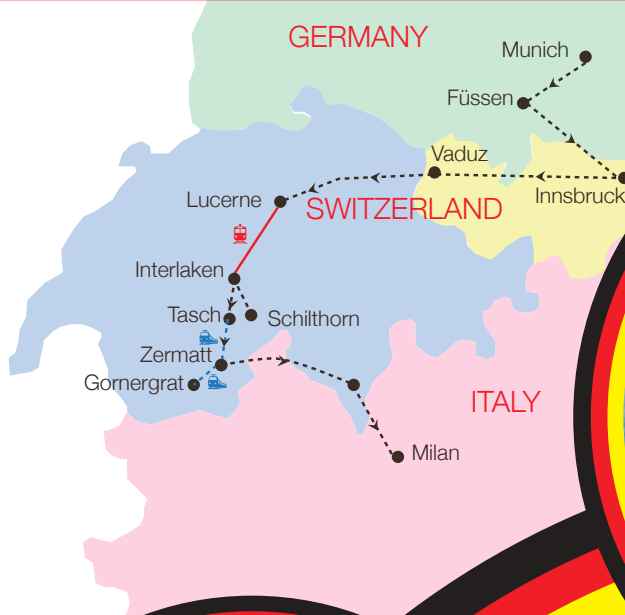 GERMANY
Munich
Füssen
Vaduz
Innsbruck
Lucerne
SWITZERLAND
Interlaken
Tasch
Schilthorn
Zermatt
Gornergrat
ITALY
Milan